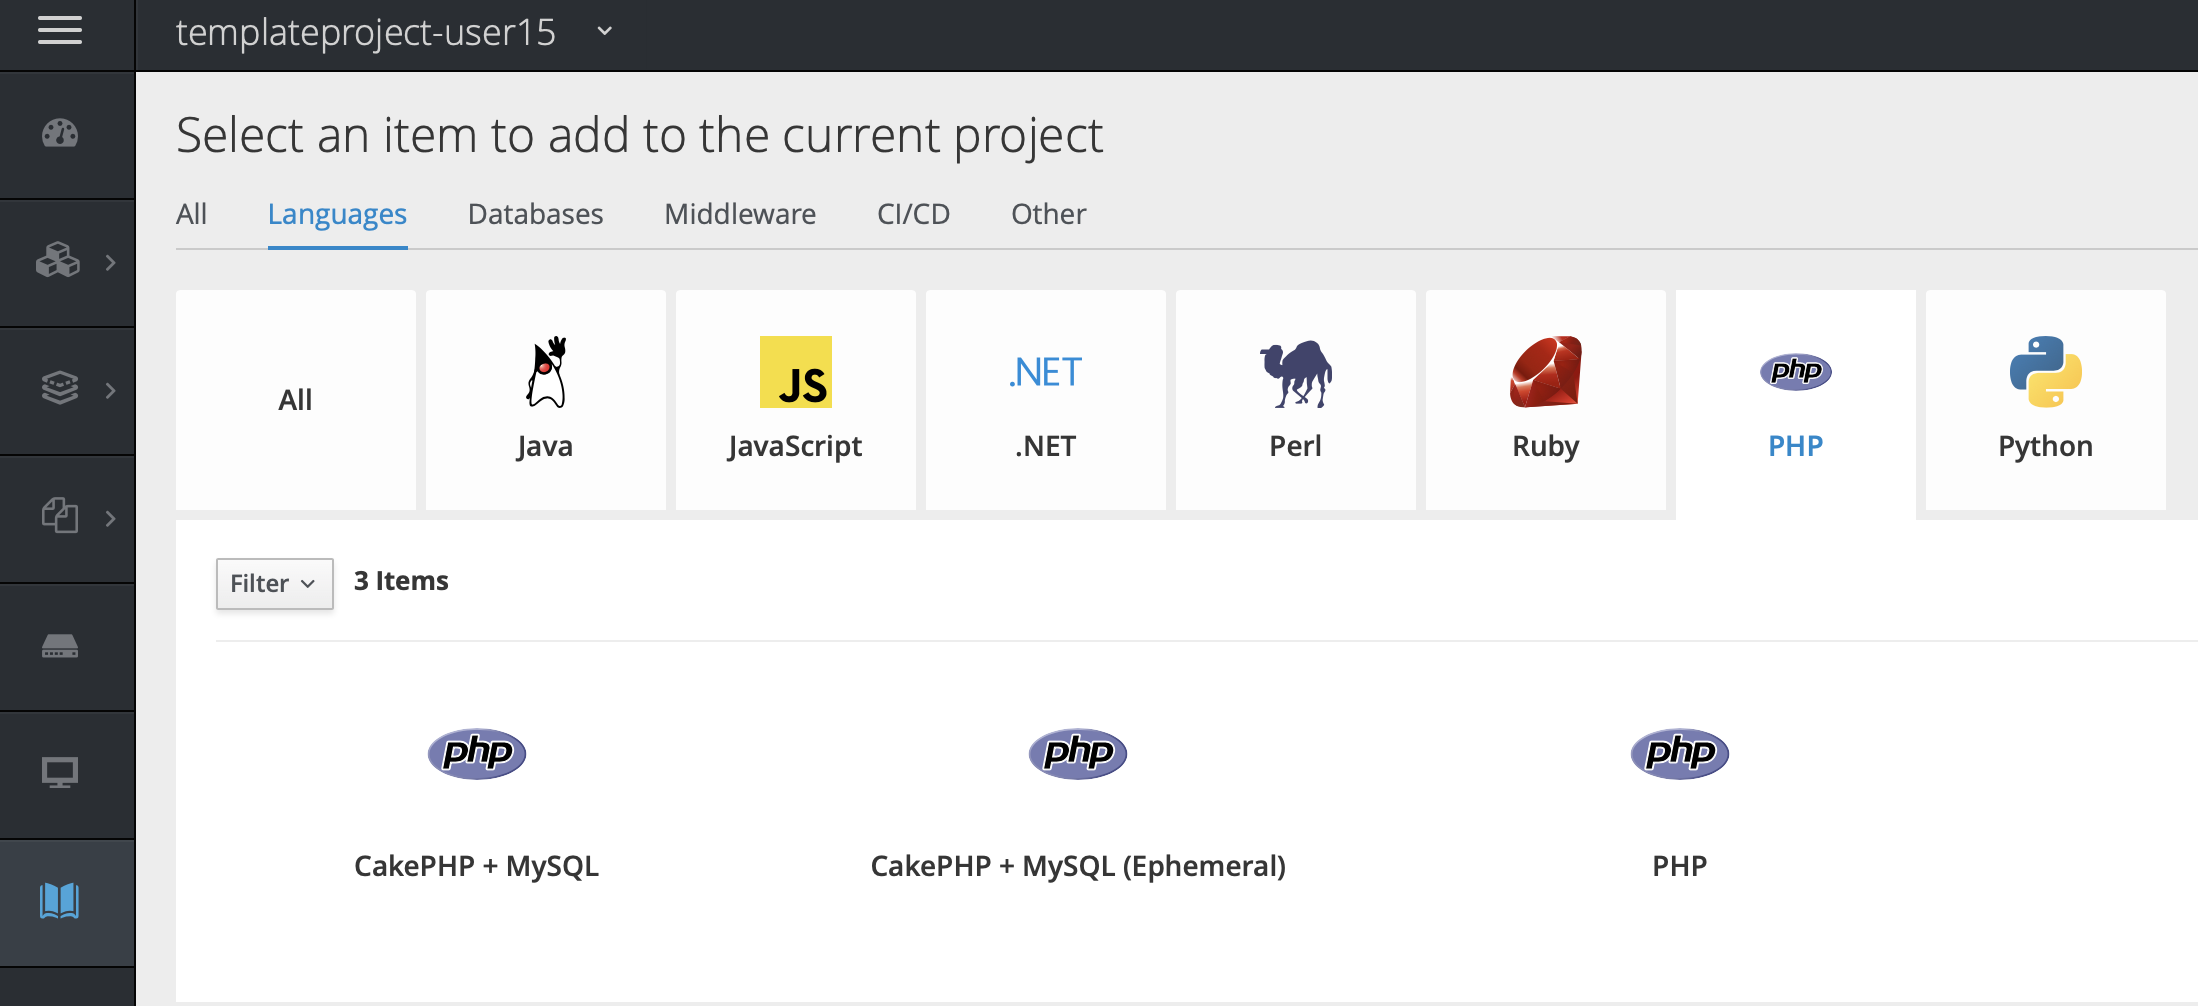 templateproject-user15
Select an item to add to the current project
All Languages Databases Middleware CI/CD Other
JS .NET php
All Java JavaScript .NET Perl Ruby PHP Python
Filter 3 Items
php php php
CakePHP + MySQL CakePHP + MySQL (Ephemeral) PHP